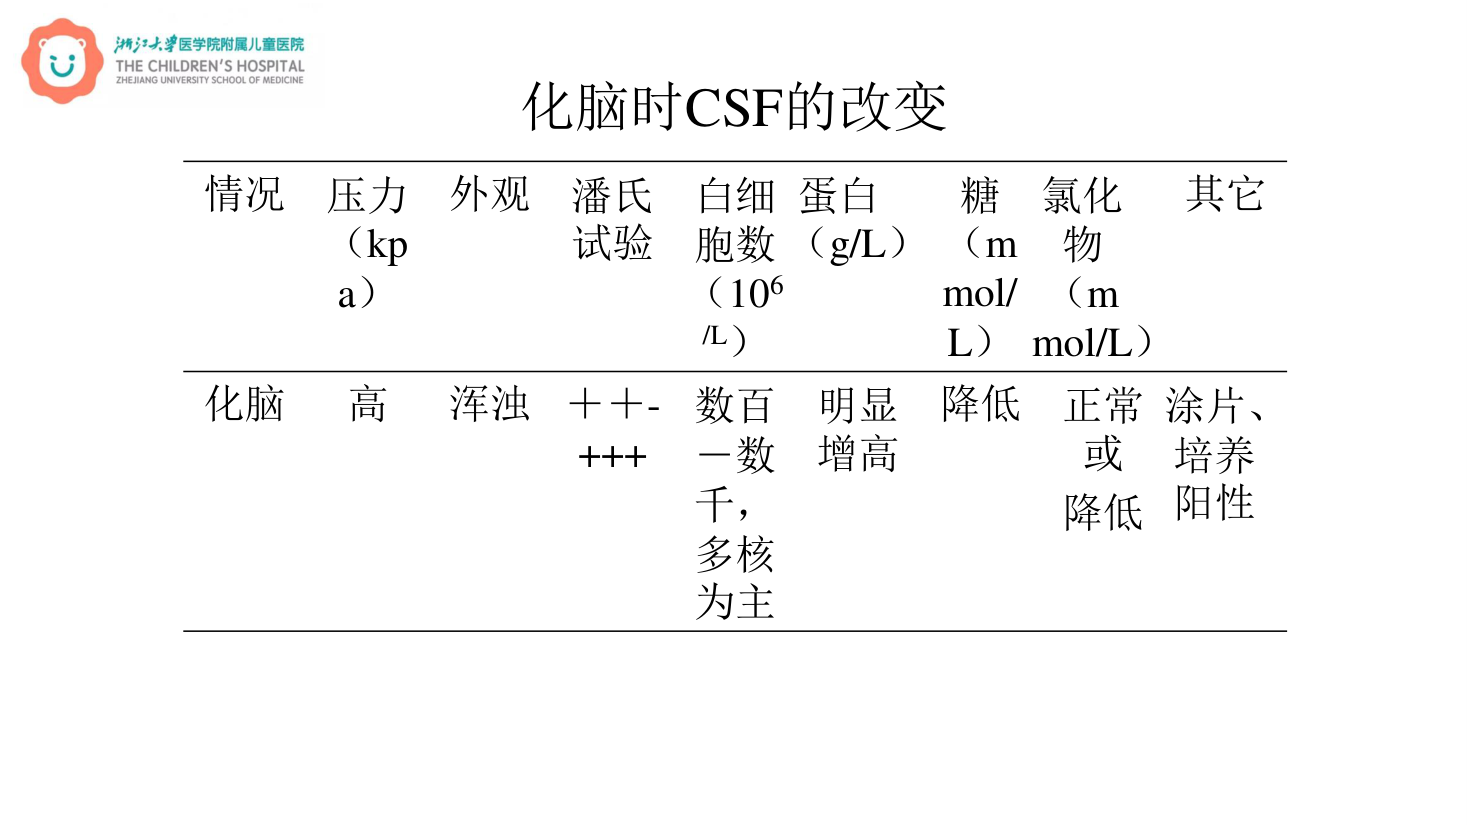 浙江大学医学院附属儿童医院
THE CHILDREN'S HOSPITAL
ZHEJIANG UNIVERSITY SCHOOL OF MEDICINE
化脑时CSF的改变
情况
压力
（kp
a）
外观
潘氏
试验
白细
胞数
（10⁶
/L）
蛋白
（g/L）
糖
（m
mol/
L）
氯化
物
（m
mol/L）
其它
化脑
高
浑浊
＋＋-
+++
数百
－数
千，
多核
为主
明显
增高
降低
正常
或
降低
涂片、
培养
阳性